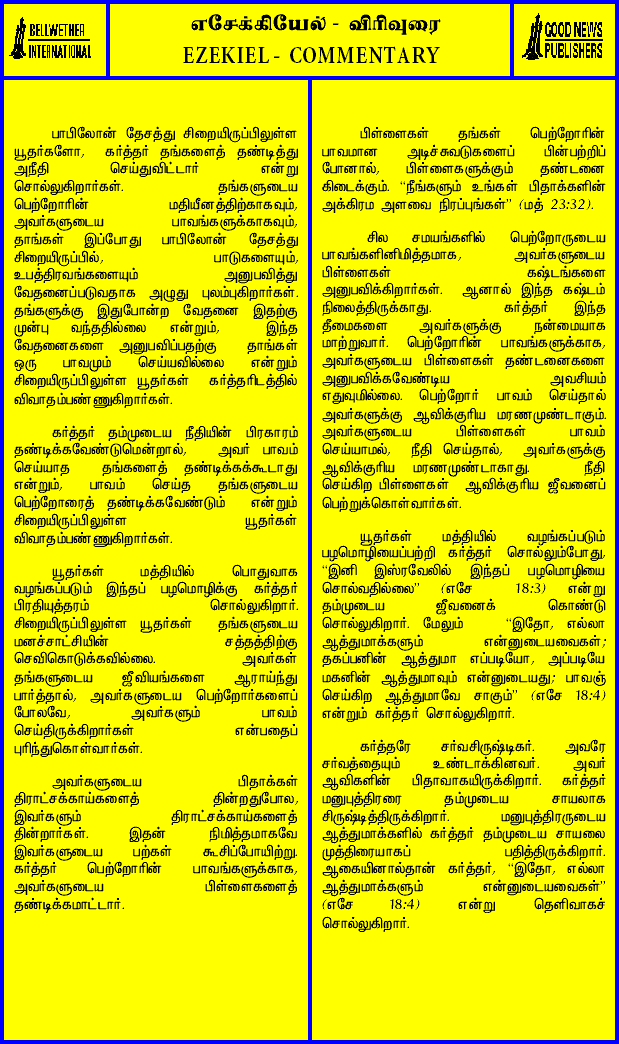 BELLWETHER
INTERNATIONAL
எசேக்கியேல் - விரிவுரை
EZEKIEL - COMMENTARY
GOOD NEWS
PUBLISHERS
பாபிலோன் தேசத்து சிறையிருப்பிலுள்ள
யூதர்களோ, கர்த்தர் தங்களைத் தண்டித்து
அநீதி செய்துவிட்டார் என்று
சொல்லுகிறார்கள். தங்களுடைய
பெற்றோரின் மதியீனத்திற்காகவும்,
அவர்களுடைய பாவங்களுக்காகவும்,
தாங்கள் இப்போது பாபிலோன் தேசத்து
சிறையிருப்பில், பாடுகளையும்,
உபத்திரவங்களையும் அனுபவித்து
வேதனைப்படுவதாக அழுது புலம்புகிறார்கள்.
தங்களுக்கு இதுபோன்ற வேதனை இதற்கு
முன்பு வந்ததில்லை என்றும், இந்த
வேதனைகளை அனுபவிப்பதற்கு தாங்கள்
ஒரு பாவமும் செய்யவில்லை என்றும்
சிறையிருப்பிலுள்ள யூதர்கள் கர்த்தரிடத்தில்
விவாதம்பண்ணுகிறார்கள்.
கர்த்தர் தம்முடைய நீதியின் பிரகாரம்
தண்டிக்கவேண்டுமென்றால், அவர் பாவம்
செய்யாத தங்களைத் தண்டிக்கக்கூடாது
என்றும், பாவம் செய்த தங்களுடைய
பெற்றோரைத் தண்டிக்கவேண்டும் என்றும்
சிறையிருப்பிலுள்ள யூதர்கள்
விவாதம்பண்ணுகிறார்கள்.
யூதர்கள் மத்தியில் பொதுவாக
வழங்கப்படும் இந்தப் பழமொழிக்கு கர்த்தர்
பிரதியுத்தரம் சொல்லுகிறார்.
சிறையிருப்பிலுள்ள யூதர்கள் தங்களுடைய
மனச்சாட்சியின் சத்தத்திற்கு
செவிகொடுக்கவில்லை. அவர்கள்
தங்களுடைய ஜீவியங்களை ஆராய்ந்து
பார்த்தால், அவர்களுடைய பெற்றோர்களைப்
போலவே, அவர்களும் பாவம்
செய்திருக்கிறார்கள் என்பதைப்
புரிந்துகொள்வார்கள்.
அவர்களுடைய பிதாக்கள்
திராட்சக்காய்களைத் தின்றதுபோல,
இவர்களும் திராட்சக்காய்களைத்
தின்றார்கள். இதன் நிமித்தமாகவே
இவர்களுடைய பற்கள் கூசிப்போயிற்று.
கர்த்தர் பெற்றோரின் பாவங்களுக்காக,
அவர்களுடைய பிள்ளைகளைத்
தண்டிக்கமாட்டார்.
பிள்ளைகள் தங்கள் பெற்றோரின்
பாவமான அடிச்சுவடுகளைப் பின்பற்றிப்
போனால், பிள்ளைகளுக்கும் தண்டனை
கிடைக்கும். "நீங்களும் உங்கள் பிதாக்களின்
அக்கிரம அளவை நிரப்புங்கள்" (மத் 23:32).
சில சமயங்களில் பெற்றோருடைய
பாவங்களினிமித்தமாக, அவர்களுடைய
பிள்ளைகள் கஷ்டங்களை
அனுபவிக்கிறார்கள். ஆனால் இந்த கஷ்டம்
நிலைத்திருக்காது. கர்த்தர் இந்த
தீமைகளை அவர்களுக்கு நன்மையாக
மாற்றுவார். பெற்றோரின் பாவங்களுக்காக,
அவர்களுடைய பிள்ளைகள் தண்டனைகளை
அனுபவிக்கவேண்டிய அவசியம்
எதுவுமில்லை. பெற்றோர் பாவம் செய்தால்
அவர்களுக்கு ஆவிக்குரிய மரணமுண்டாகும்.
அவர்களுடைய பிள்ளைகள் பாவம்
செய்யாமல், நீதி செய்தால், அவர்களுக்கு
ஆவிக்குரிய மரணமுண்டாகாது. நீதி
செய்கிற பிள்ளைகள் ஆவிக்குரிய ஜீவனைப்
பெற்றுக்கொள்வார்கள்.
யூதர்கள் மத்தியில் வழங்கப்படும்
பழமொழியைப்பற்றி கர்த்தர் சொல்லும்போது,
"இனி இஸ்ரவேலில் இந்தப் பழமொழியை
சொல்வதில்லை" (எசே 18:3) என்று
தம்முடைய ஜீவனைக் கொண்டு
சொல்லுகிறார். மேலும் "இதோ, எல்லா
ஆத்துமாக்களும் என்னுடையவைகள்;
தகப்பனின் ஆத்துமா எப்படியோ, அப்படியே
மகனின் ஆத்துமாவும் என்னுடையது; பாவஞ்
செய்கிற ஆத்துமாவே சாகும்" (எசே 18:4)
என்றும் கர்த்தர் சொல்லுகிறார்.
கர்த்தரே சர்வசிருஷ்டிகர். அவரே
சர்வத்தையும் உண்டாக்கினவர். அவர்
ஆவிகளின் பிதாவாகயிருக்கிறார். கர்த்தர்
மனுபுத்திரரை தம்முடைய சாயலாக
சிருஷ்டித்திருக்கிறார். மனுபுத்திரருடைய
ஆத்துமாக்களில் கர்த்தர் தம்முடைய சாயலை
முத்திரையாகப் பதித்திருக்கிறார்.
ஆகையினால்தான் கர்த்தர், "இதோ, எல்லா
ஆத்துமாக்களும் என்னுடையவைகள்"
(எசே 18:4) என்று தெளிவாகச்
சொல்லுகிறார்.